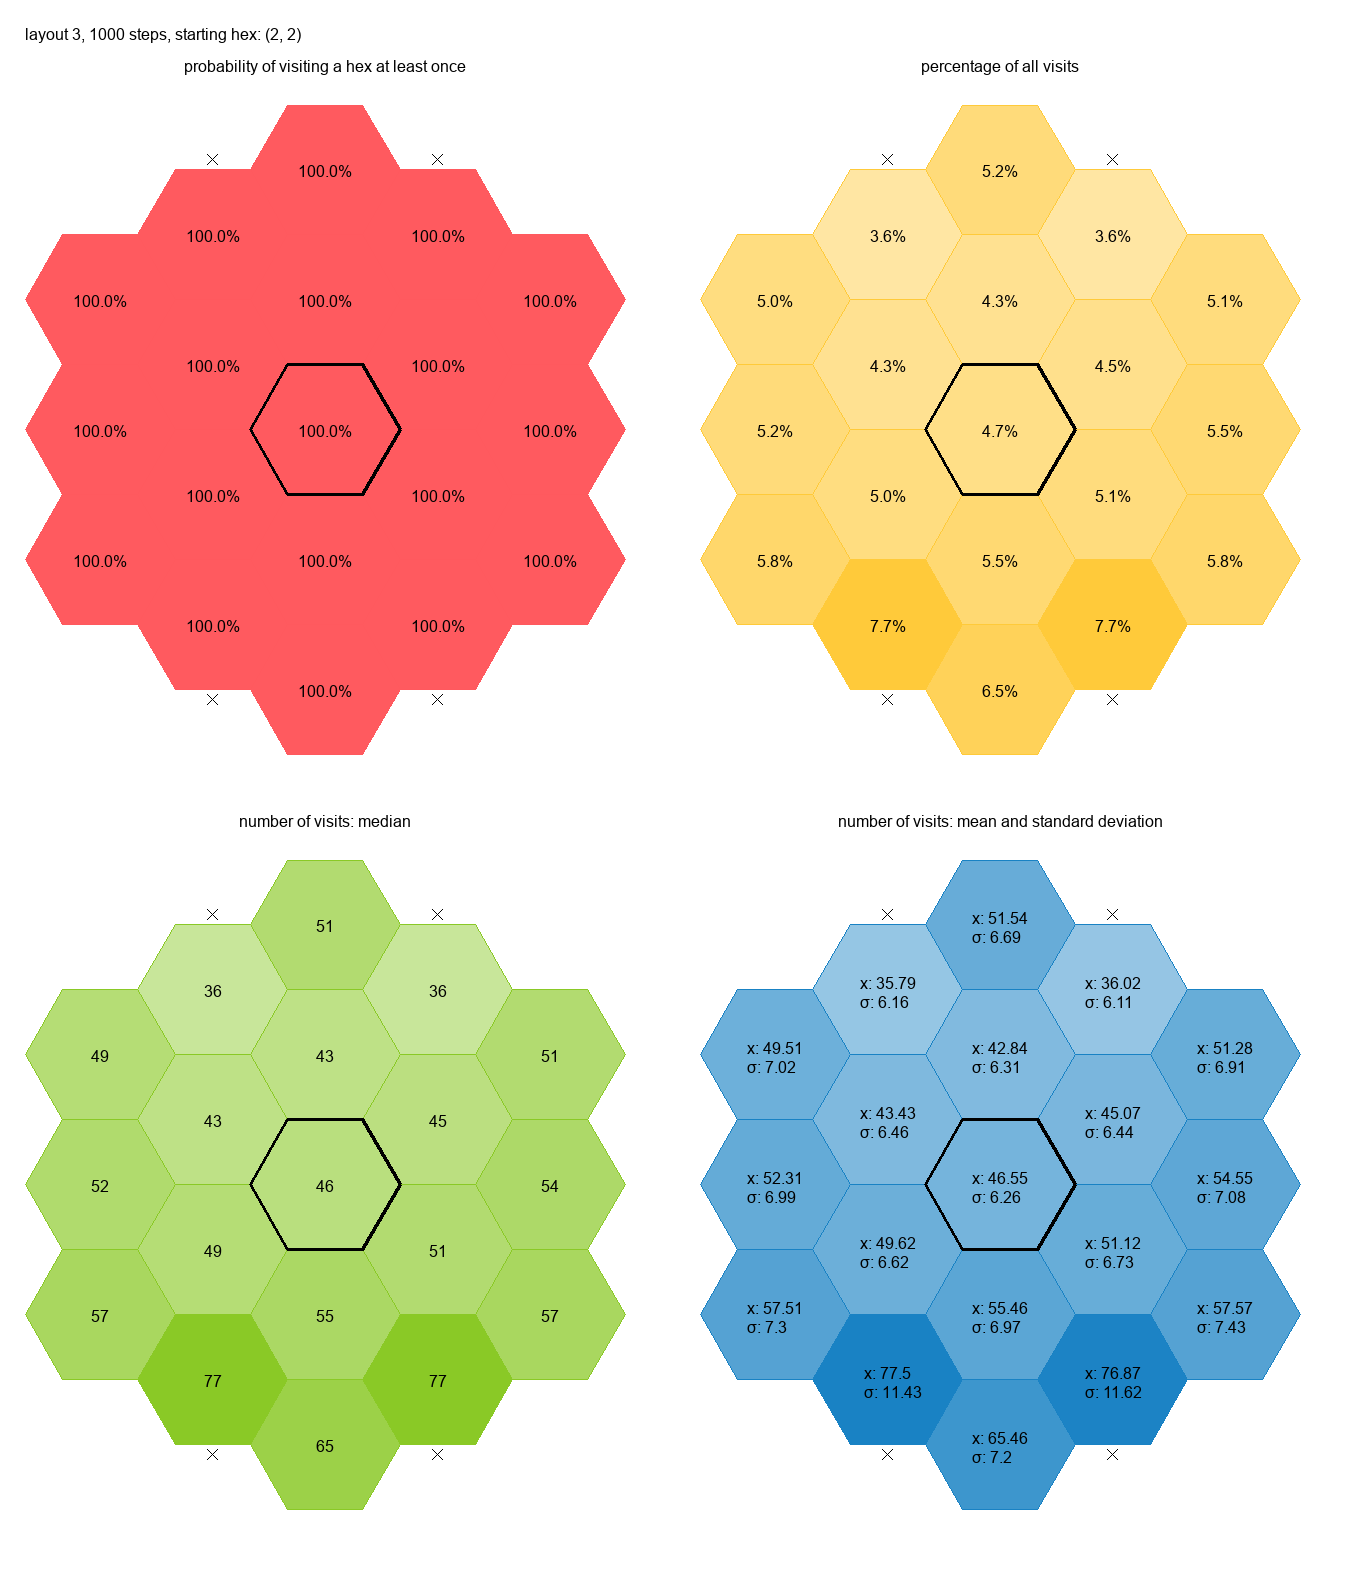 layout 3, 1000 steps, starting hex: (2, 2)
probability of visiting a hex at least once
100.0%
100.0% 100.0%
100.0% 100.0% 100.0%
100.0% 100.0%
100.0% 100.0% 100.0%
100.0% 100.0%
100.0% 100.0% 100.0%
100.0% 100.0%
100.0%
percentage of all visits
5.2%
3.6% 3.6%
5.0% 4.3% 5.1%
4.3% 4.5%
5.2% 4.7% 5.5%
5.0% 5.1%
5.8% 5.5% 5.8%
7.7% 7.7%
6.5%
number of visits: median
51
36 36
49 43 51
43 45
52 46 54
49 51
57 55 57
77 77
65
number of visits: mean and standard deviation
x: 51.54
σ: 6.69
x: 35.79 x: 36.02
σ: 6.16 σ: 6.11
x: 49.51 x: 42.84 x: 51.28
σ: 7.02 σ: 6.31 σ: 6.91
x: 43.43 x: 45.07
σ: 6.46 σ: 6.44
x: 52.31 x: 46.55 x: 54.55
σ: 6.99 σ: 6.26 σ: 7.08
x: 49.62 x: 51.12
σ: 6.62 σ: 6.73
x: 57.51 x: 55.46 x: 57.57
σ: 7.3 σ: 6.97 σ: 7.43
x: 77.5 x: 76.87
σ: 11.43 σ: 11.62
x: 65.46
σ: 7.2